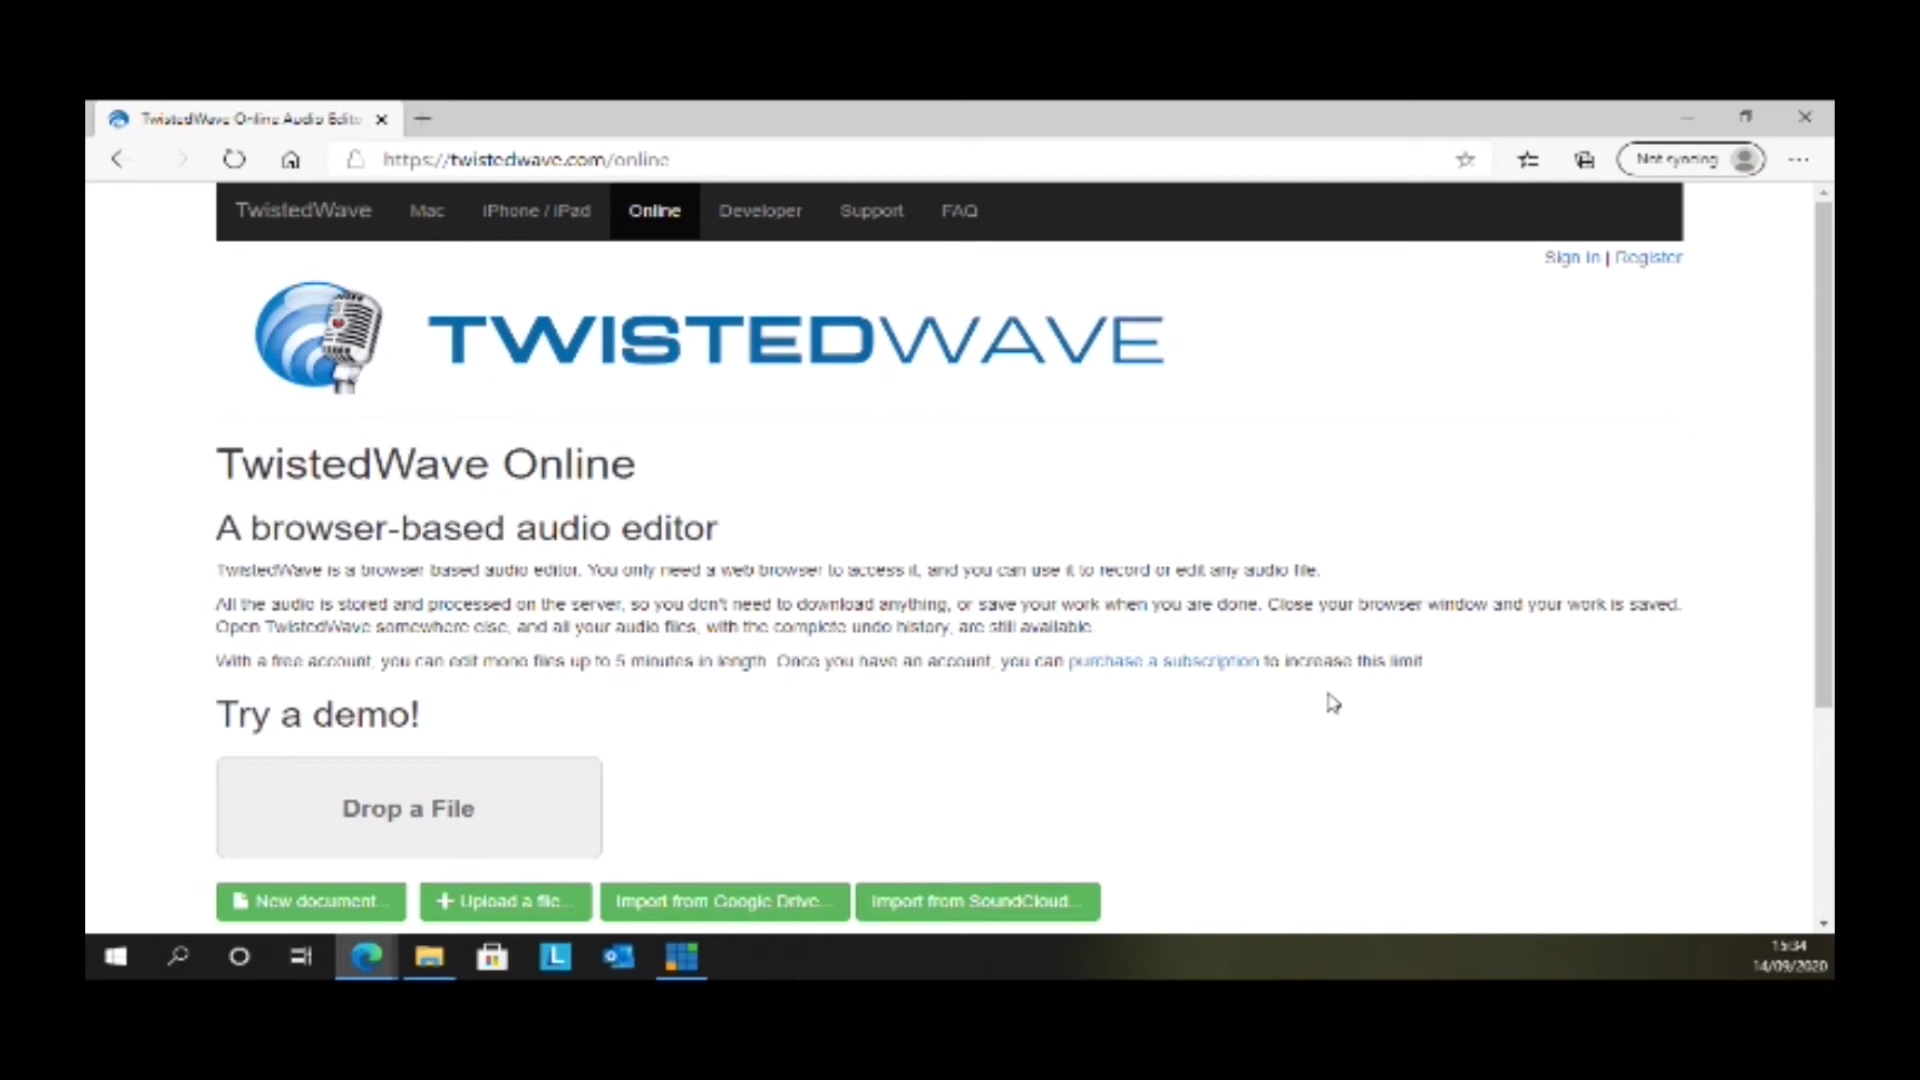 TwistedWave Online Audio Edito
https://twistedwave.com/online
Not syncing
TwistedWave Mac iPhone / iPad Online Developer Support FAQ
Sign in | Register
TWISTEDWAVE
TwistedWave Online
A browser-based audio editor
TwistedWave is a browser based audio editor. You only need a web browser to access it, and you can use it to record or edit any audio file.
All the audio is stored and processed on the server, so you don't need to download anything, or save your work when you are done. Close your browser window and your work is saved.
Open TwistedWave somewhere else, and all your audio files, with the complete undo history, are still available.
With a free account, you can edit mono files up to 5 minutes in length. Once you have an account, you can purchase a subscription to increase this limit
Try a demo!
Drop a File
New document... Upload a file... Import from Google Drive... Import from SoundCloud...
L
15:34
14/09/2020